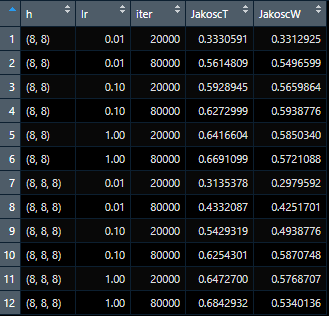 h lr iter JakoscT JakoscW
1 (8, 8) 0.01 20000 0.3330591 0.3312925
2 (8, 8) 0.01 80000 0.5614809 0.5496599
3 (8, 8) 0.10 20000 0.5928945 0.5659864
4 (8, 8) 0.10 80000 0.6272999 0.5938776
5 (8, 8) 1.00 20000 0.6416604 0.5850340
6 (8, 8) 1.00 80000 0.6691099 0.5721088
7 (8, 8, 8) 0.01 20000 0.3135378 0.2979592
8 (8, 8, 8) 0.01 80000 0.4332087 0.4251701
9 (8, 8, 8) 0.10 20000 0.5429319 0.4938776
10 (8, 8, 8) 0.10 80000 0.6254301 0.5870748
11 (8, 8, 8) 1.00 20000 0.6472700 0.5768707
12 (8, 8, 8) 1.00 80000 0.6842932 0.5340136